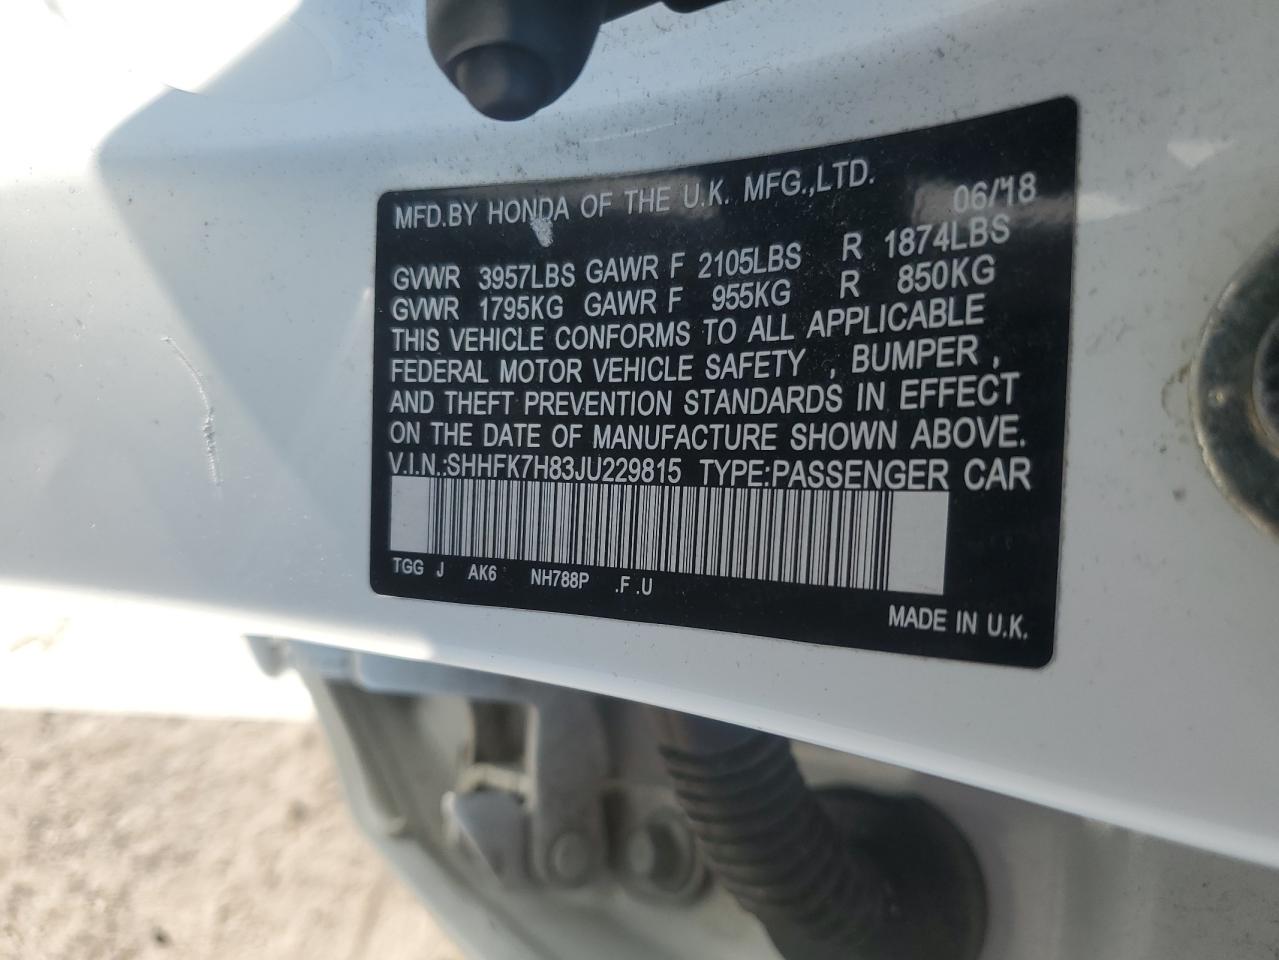 MFD.BY HONDA OF THE U.K. MFG.,LTD. 06/18
GVWR 3957LBS GAWR F 2105LBS R 1874LBS
GVWR 1795KG GAWR F 955KG R 850KG
THIS VEHICLE CONFORMS TO ALL APPLICABLE
FEDERAL MOTOR VEHICLE SAFETY , BUMPER ,
AND THEFT PREVENTION STANDARDS IN EFFECT
ON THE DATE OF MANUFACTURE SHOWN ABOVE.
V.I.N.:SHHFK7H83JU229815 TYPE:PASSENGER CAR
TGG J AK6 NH788P .F .U
MADE IN U.K.